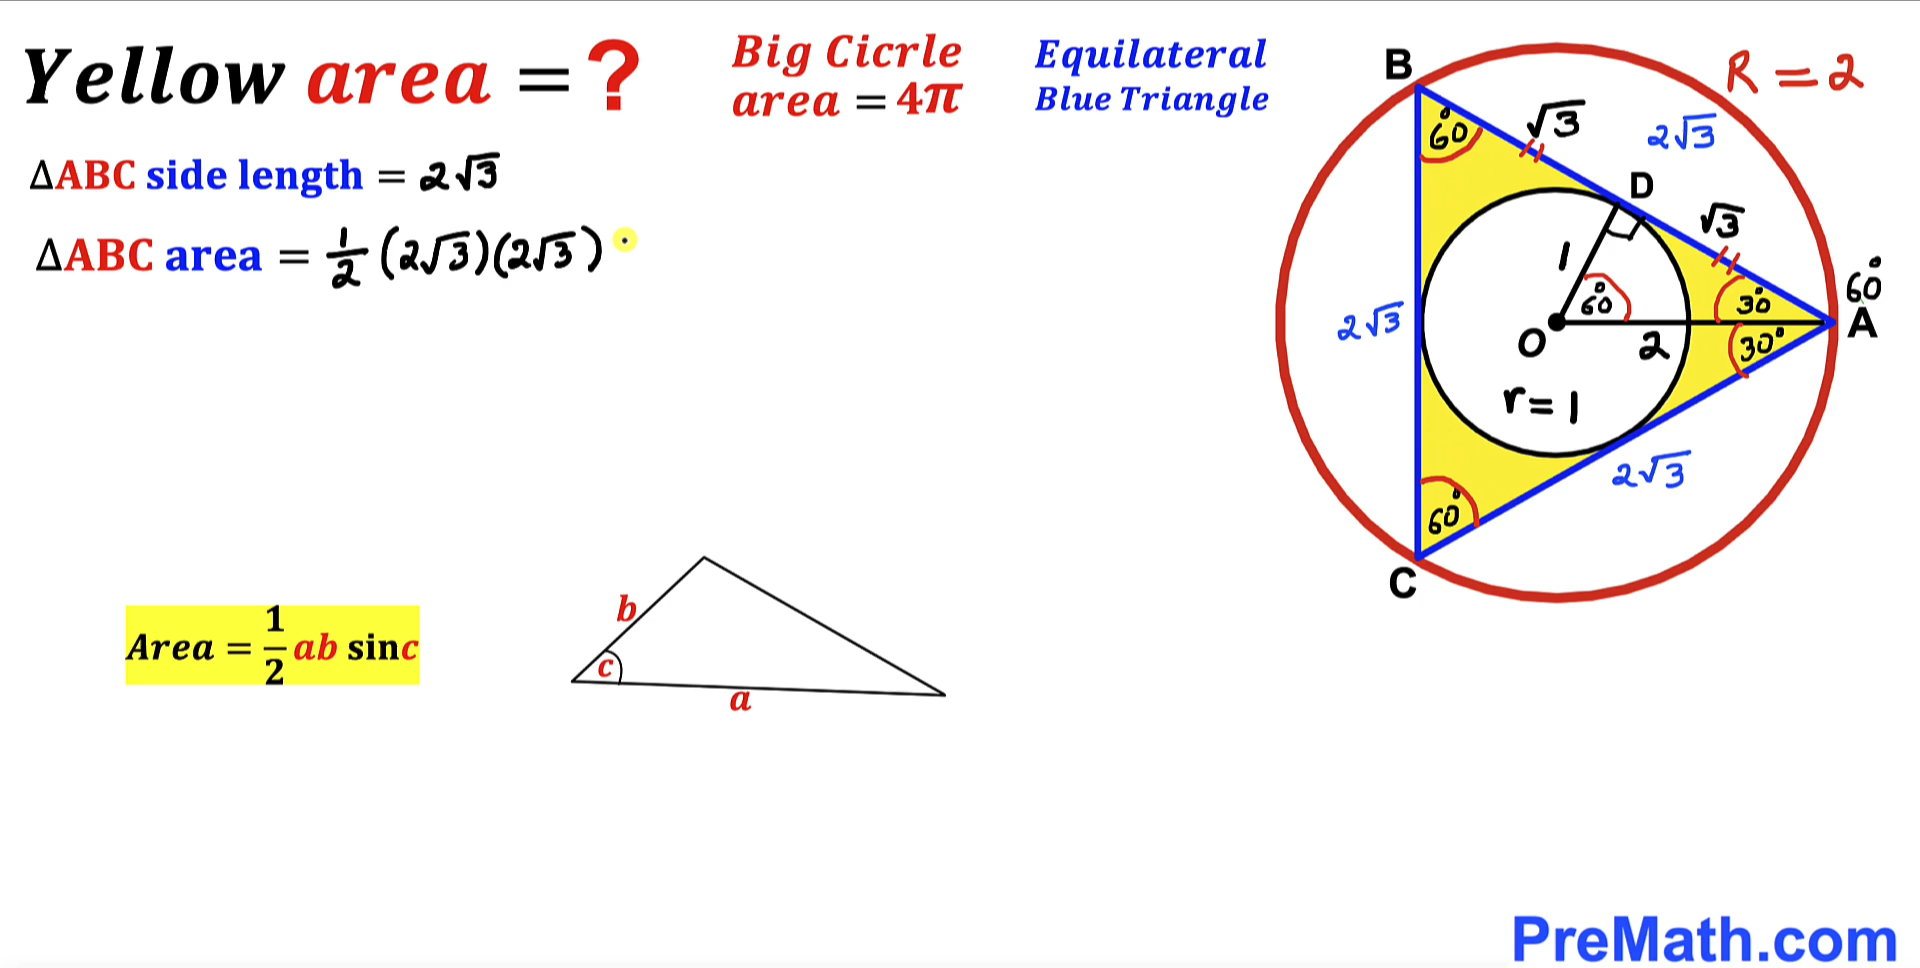 Yellow area = ?
Big Cicrle
area = 4π
Equilateral
Blue Triangle
ΔABC side length = 2√3
ΔABC area = 1/2 (2√3)(2√3) ·
Area = 1/2 ab sinc
b
c
a
R = 2
B
60°
√3
2√3
D
√3
1
60°
30°
60°
A
2√3
O
2
30°
r = 1
2√3
60°
C
PreMath.com